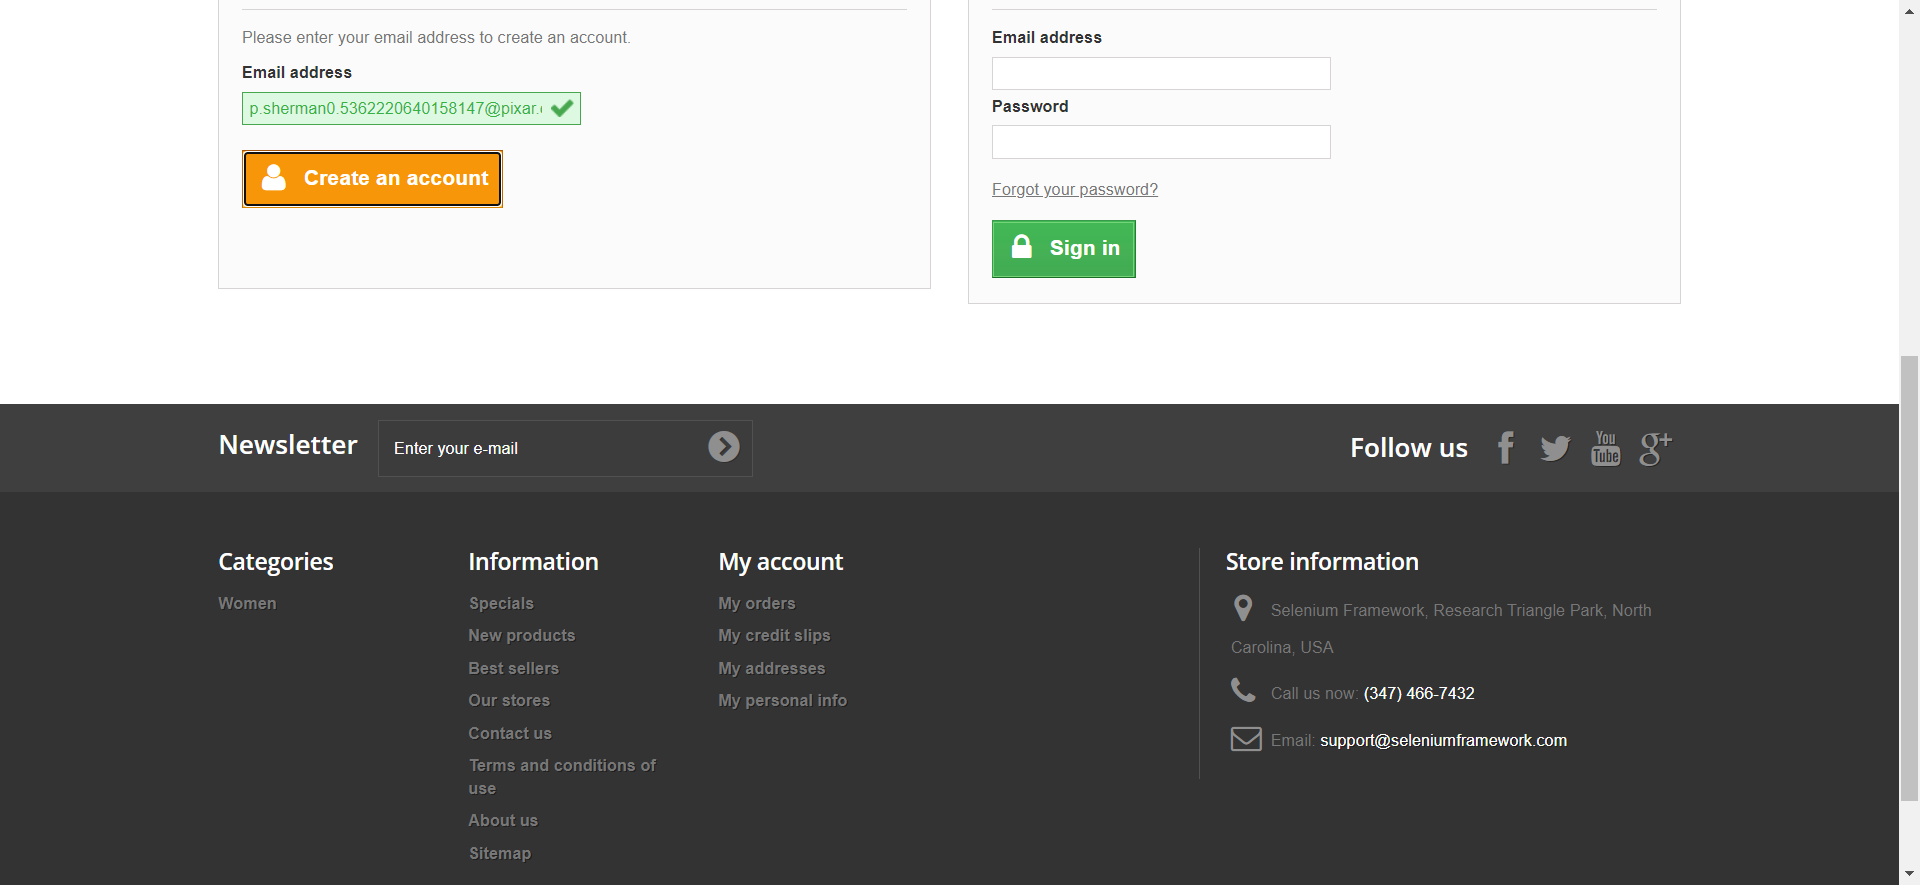 Please enter your email address to create an account.
Email address
p.sherman0.5362220640158147@pixar.
Create an account
Email address
Password
Forgot your password?
Sign in
Newsletter
Enter your e-mail
Follow us
You
Tube
g+
Categories
Women
Information
Specials
New products
Best sellers
Our stores
Contact us
Terms and conditions of
use
About us
Sitemap
My account
My orders
My credit slips
My addresses
My personal info
Store information
Selenium Framework, Research Triangle Park, North
Carolina, USA
Call us now: (347) 466-7432
Email: support@seleniumframework.com